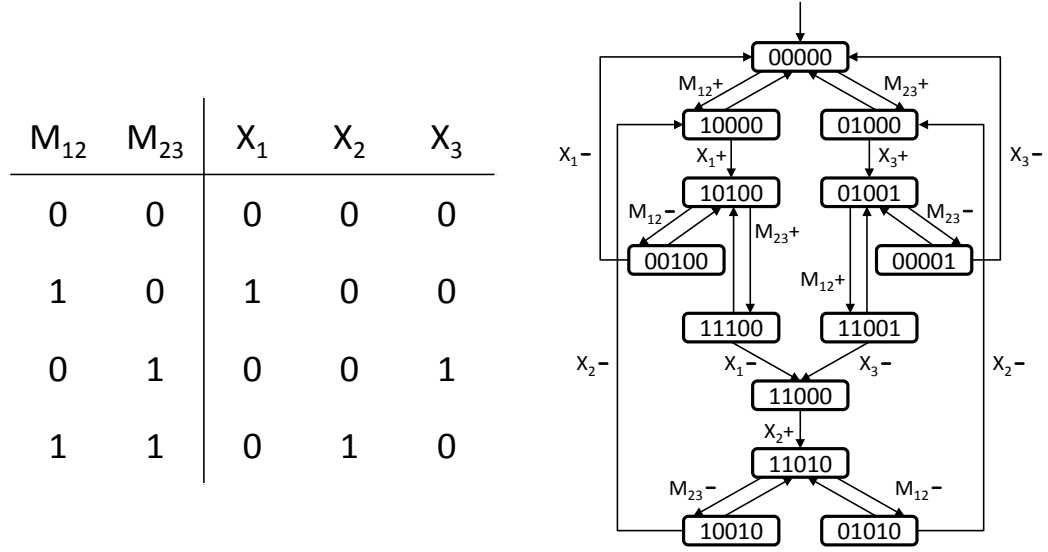 M₁₂ M₂₃ X₁ X₂ X₃
0 0 0 0 0
1 0 1 0 0
0 1 0 0 1
1 1 0 1 0
00000
M₁₂+ M₂₃+
10000 01000
X₁− X₁+ X₃+ X₃−
10100 01001
M₁₂− M₂₃−
M₂₃+
00100 00001
M₁₂+
11100 11001
X₂− X₁− X₃− X₂−
11000
X₂+
11010
M₂₃− M₁₂−
10010 01010